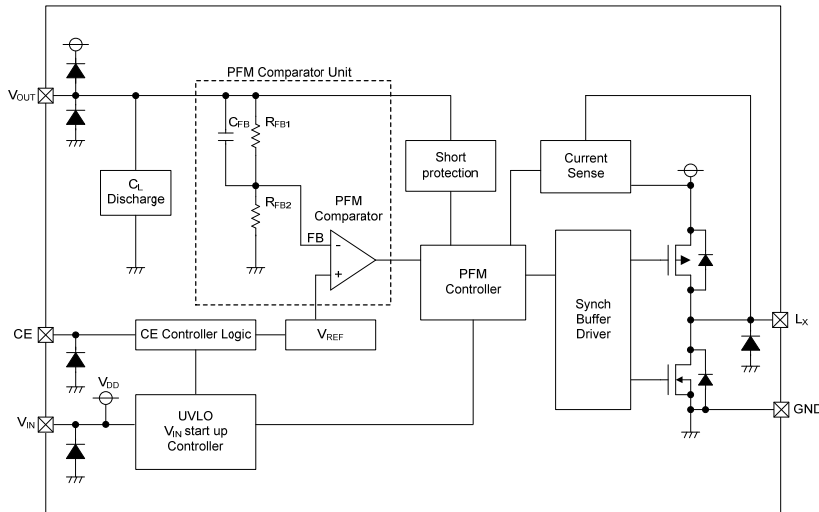 PFM Comparator Unit
VOUT
CFB
RFB1
Short
protection
Current
Sense
CL
Discharge
RFB2
PFM
Comparator
FB
-
+
PFM
Controller
Synch
Buffer
Driver
LX
CE
CE Controller Logic
VREF
VDD
VIN
UVLO
VIN start up
Controller
GND